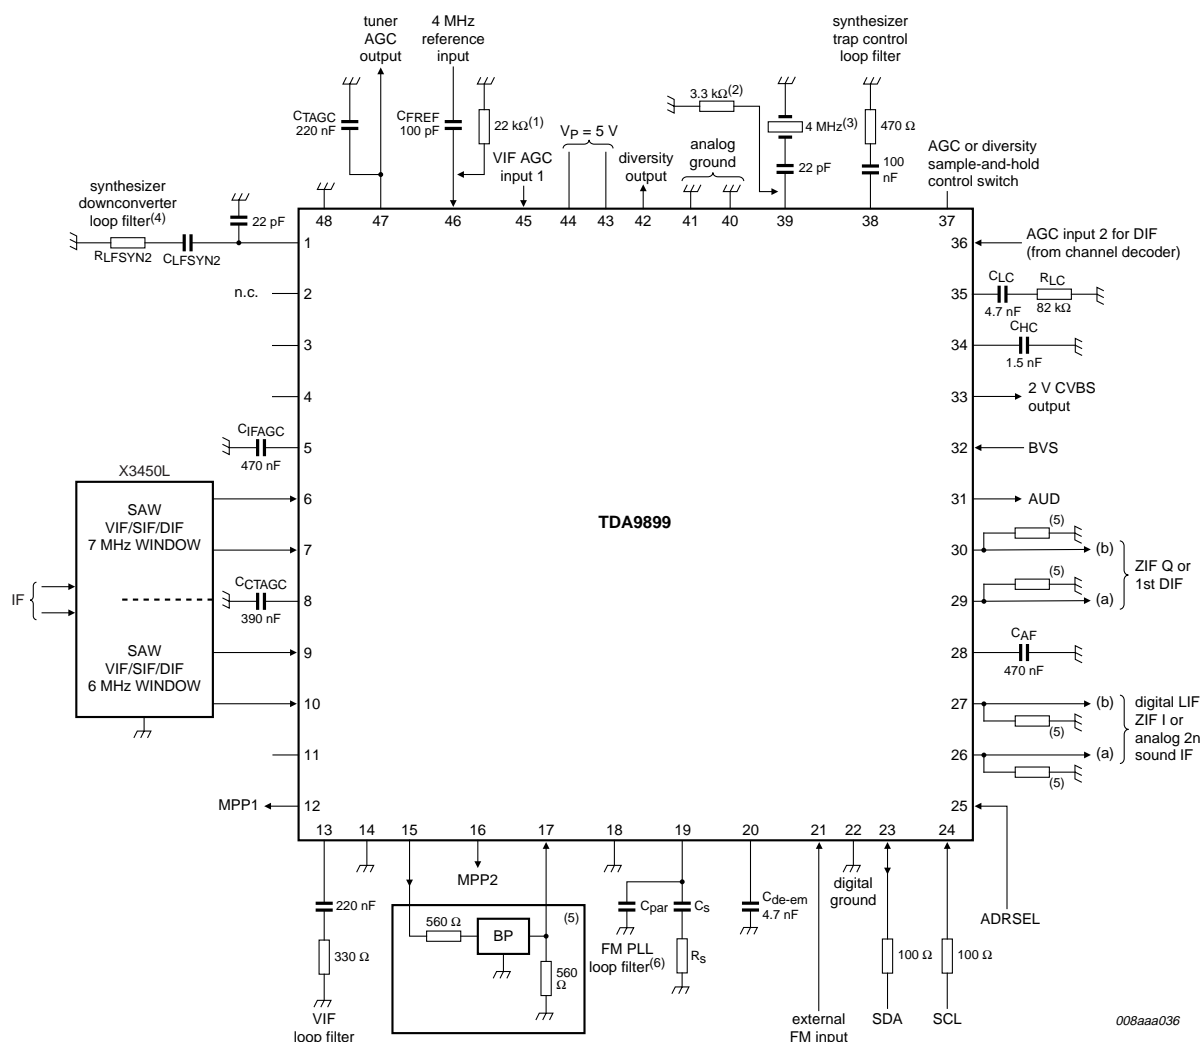 tuner
AGC
output
4 MHz
reference
input
synthesizer
trap control
loop filter
CTAGC
220 nF
CFREF
100 pF
22 kΩ(1)
3.3 kΩ(2)
4 MHz(3)
470 Ω
VIF AGC
input 1
VP = 5 V
diversity
output
analog
ground
22 pF
100
nF
AGC or diversity
sample-and-hold
control switch
synthesizer
downconverter
loop filter(4)
22 pF
RLFSYN2
CLFSYN2
48
47
46
45
44
43
42
41
40
39
38
37
1
n.c.
2
3
4
CIFAGC
470 nF
5
X3450L
SAW
VIF/SIF/DIF
7 MHz WINDOW
6
7
IF
CCTAGC
390 nF
8
SAW
VIF/SIF/DIF
6 MHz WINDOW
9
10
11
MPP1
12
TDA9899
36
AGC input 2 for DIF
(from channel decoder)
35
CLC
4.7 nF
RLC
82 kΩ
34
CHC
1.5 nF
33
2 V CVBS
output
32
BVS
31
AUD
(5)
30
(b)
(5)
29
(a)
ZIF Q or
1st DIF
28
CAF
470 nF
27
(b)
(5)
26
(a)
(5)
digital LIF
ZIF I or
analog 2n
sound IF
25
13
14
15
16
17
18
19
20
21
22
23
24
220 nF
330 Ω
VIF
loop filter
MPP2
560 Ω
BP
(5)
560
Ω
Cpar
Cs
FM PLL
loop filter(6)
Rs
Cde-em
4.7 nF
digital
ground
ADRSEL
100 Ω
100 Ω
external
FM input
SDA
SCL
008aaa036